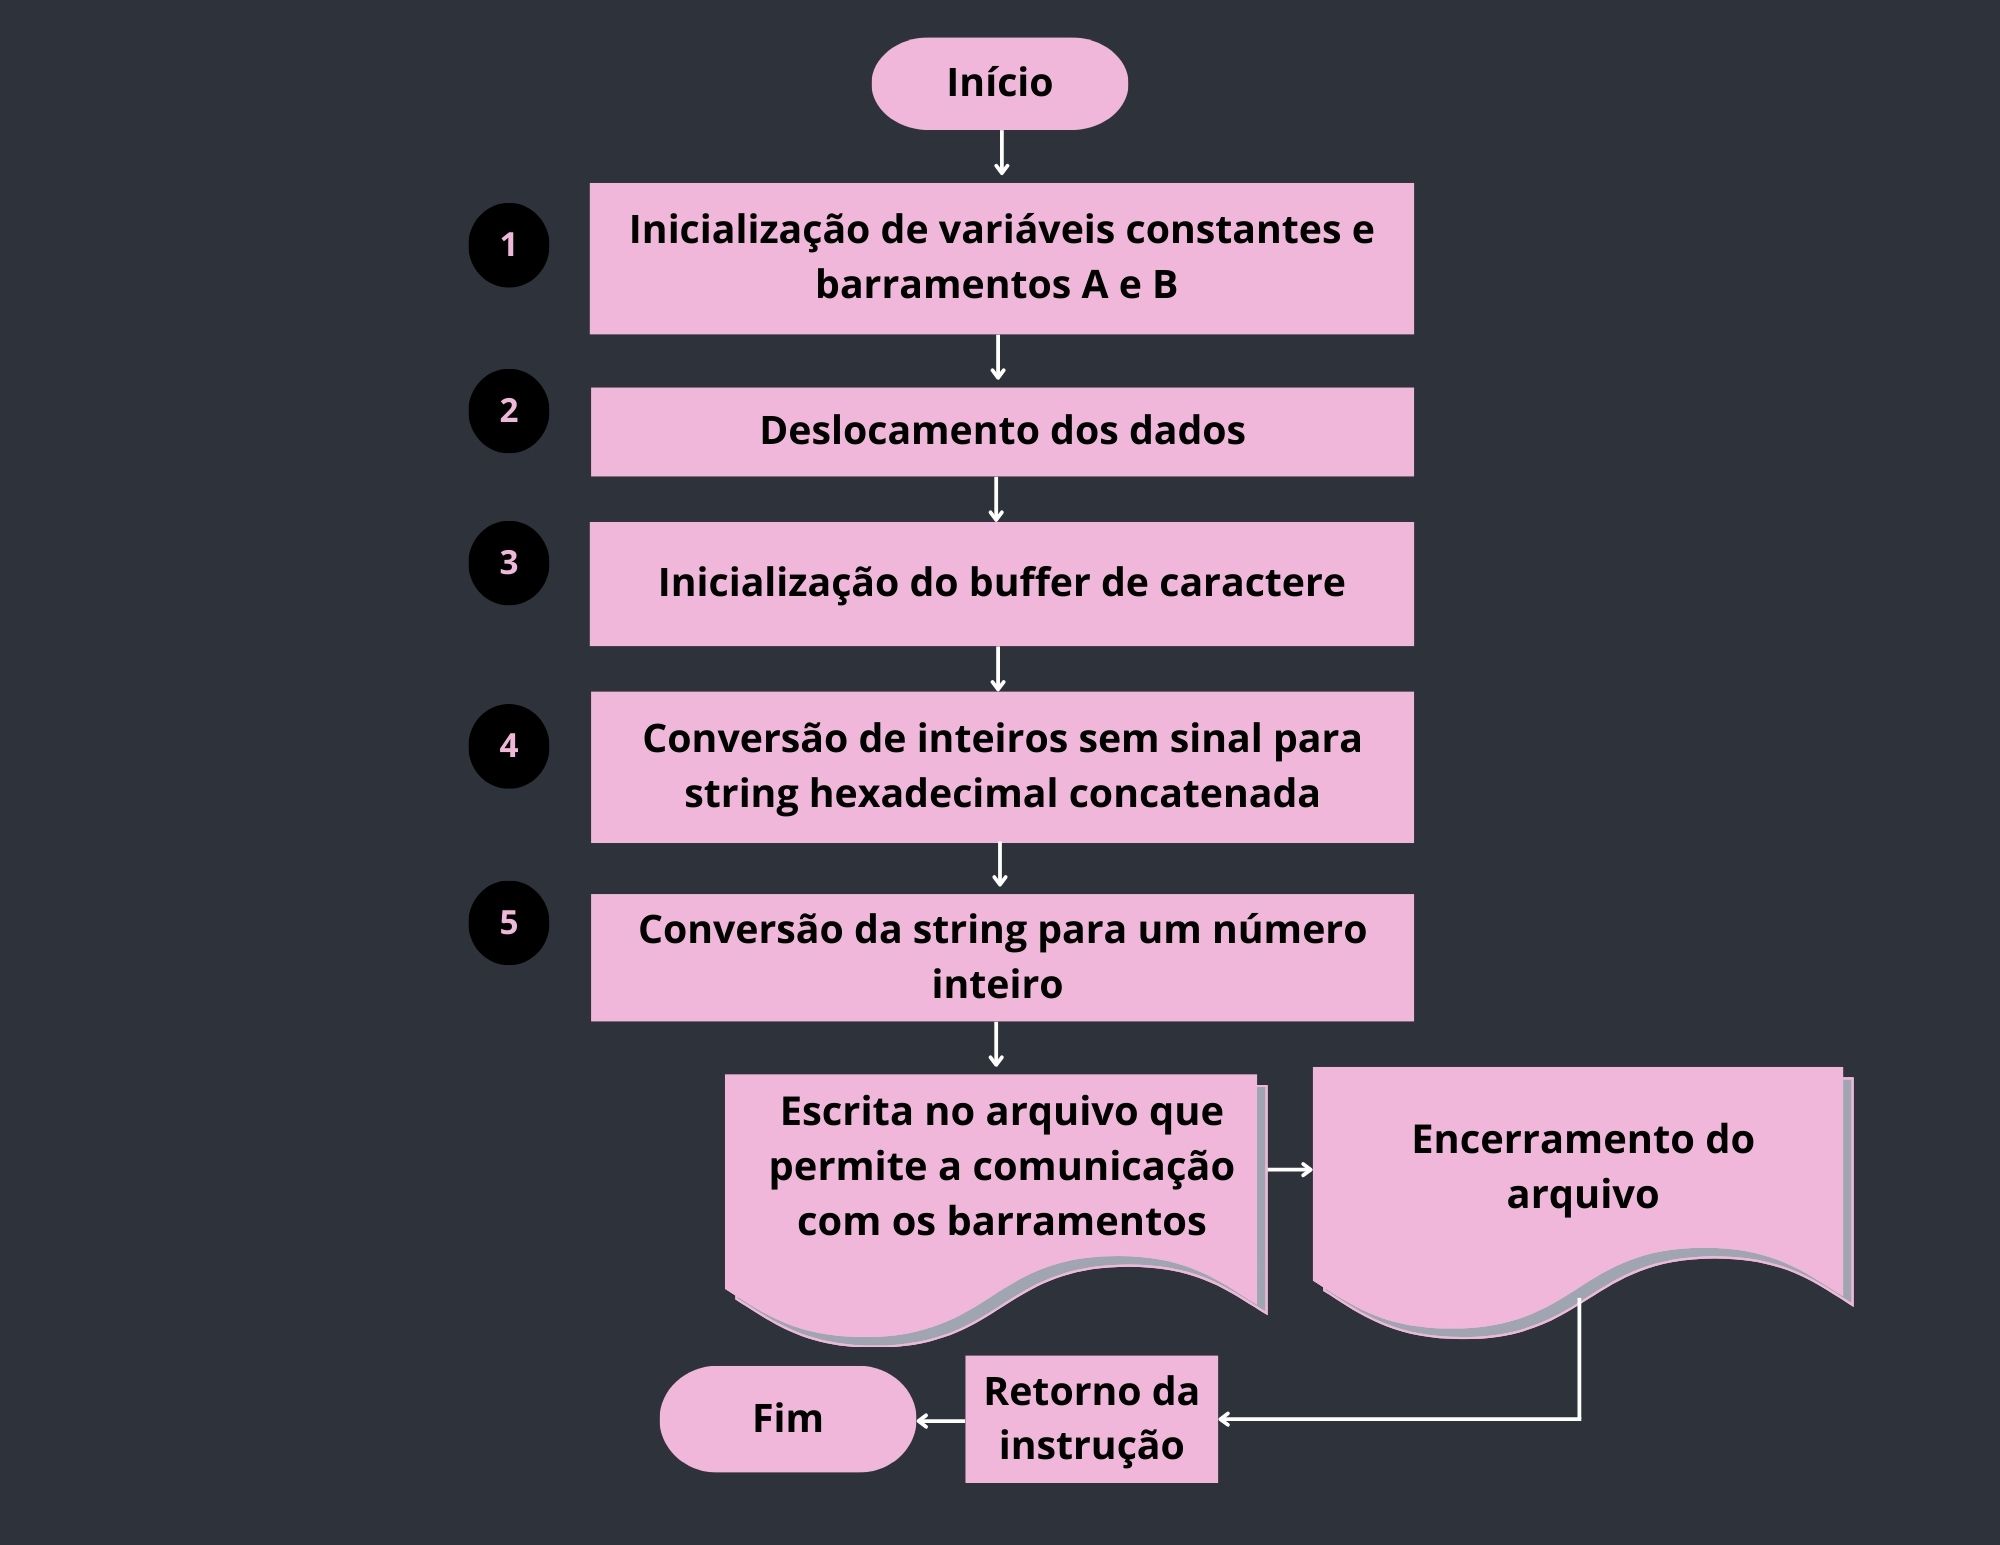 Início
1
Inicialização de variáveis constantes e
barramentos A e B
2
Deslocamento dos dados
3
Inicialização do buffer de caractere
4
Conversão de inteiros sem sinal para
string hexadecimal concatenada
5
Conversão da string para um número
inteiro
Escrita no arquivo que
permite a comunicação
com os barramentos
Encerramento do
arquivo
Retorno da
instrução
Fim